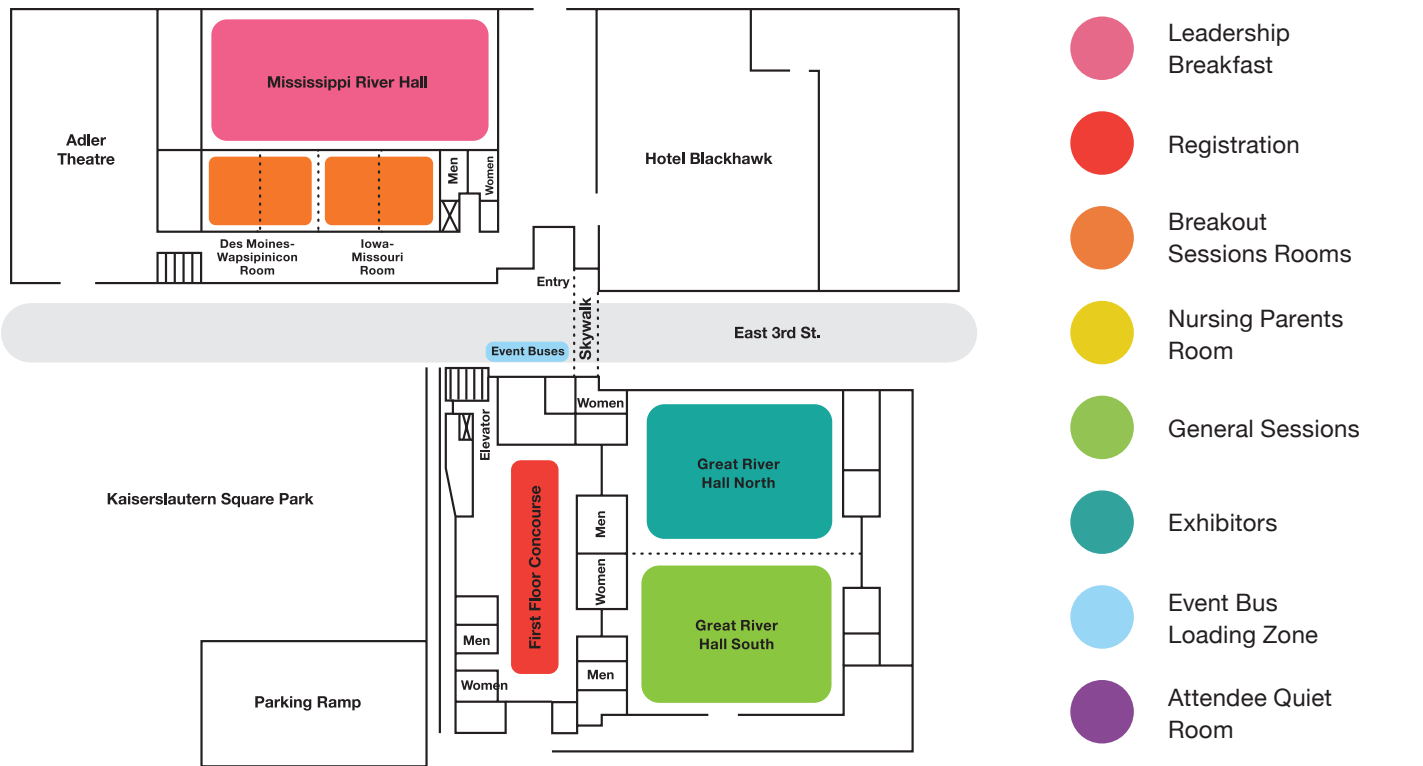 Mississippi River Hall
Adler
Theatre
Hotel Blackhawk
Men
Women
Des Moines-
Wapsipinicon
Room
Iowa-
Missouri
Room
Entry
Skywalk
East 3rd St.
Event Buses
Women
Elevator
Great River
Hall North
Kaiserslautern Square Park
First Floor Concourse
Men
Women
Great River
Hall South
Men
Men
Women
Parking Ramp
Leadership
Breakfast
Registration
Breakout
Sessions Rooms
Nursing Parents
Room
General Sessions
Exhibitors
Event Bus
Loading Zone
Attendee Quiet
Room